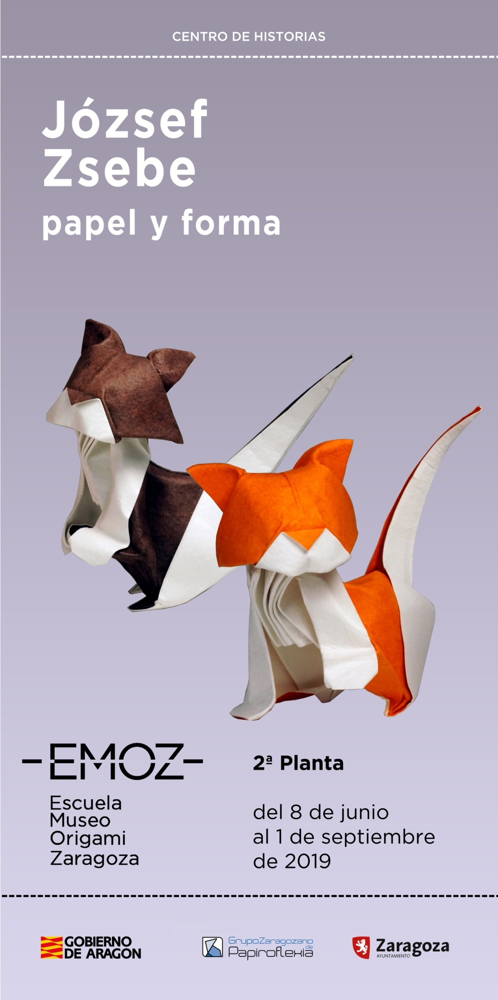 CENTRO DE HISTORIAS
József
Zsebe
papel y forma
-EMOZ-
Escuela
Museo
Origami
Zaragoza
2ª Planta
del 8 de junio
al 1 de septiembre
de 2019
GOBIERNO
DE ARAGON
GrupoZaragozano
de
Papiroflexia
Zaragoza
AYUNTAMIENTO